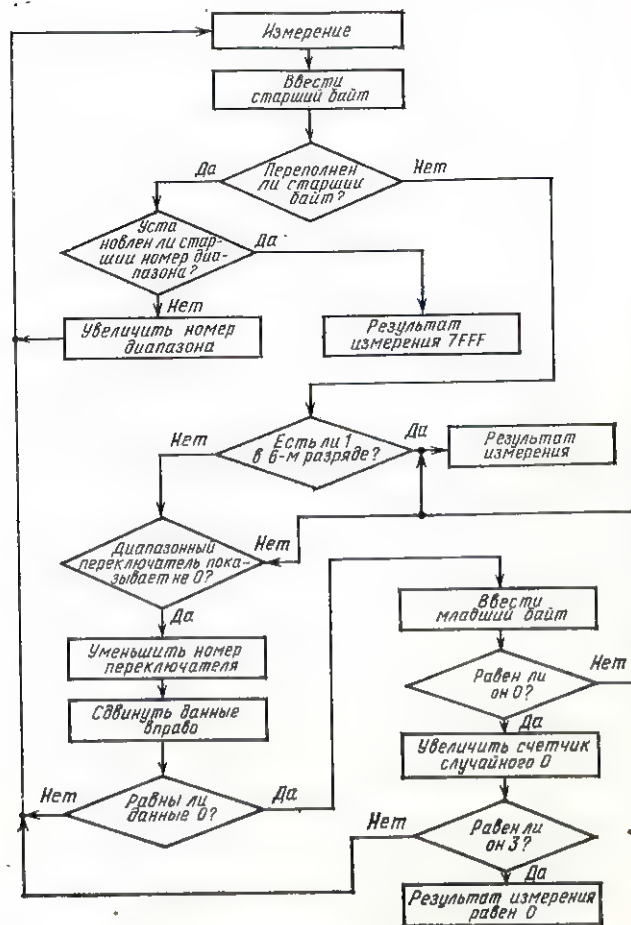 Измерение
Ввести
старший байт
Да
Переполнен
ли старшии
байт?
Нет
Уста
новлен ли стар-
шии номер диа-
пазона?
Да
Нет
Увеличить номер
диапазона
Результат
измерения 7FFF
Нет
Есть ли 1
в 6-м разряде?
Да
Результат
измерения
Диапазонный
переключатель пока-
зывает не 0?
Нет
Да
Ввести
младший байт
Уменьшить номер
переключателя
Равен ли
он 0?
Нет
Сдвинуть данные
вправо
Да
Увеличить счетчик
случайного 0
Нет
Равны ли
данные 0?
Да
Нет
Равен ли
он 3?
Да
Результат измерения
равен 0